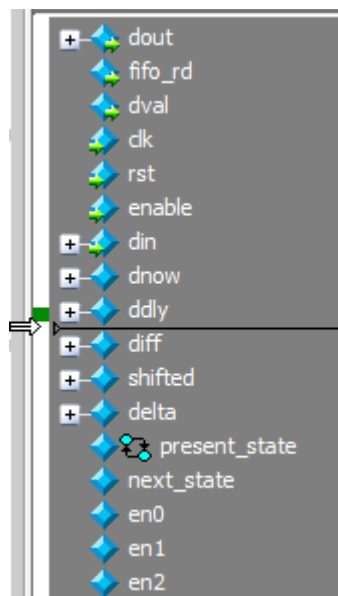 dout
fifo_rd
dval
clk
rst
enable
din
dnow
ddly
diff
shifted
delta
present_state
next_state
en0
en1
en2